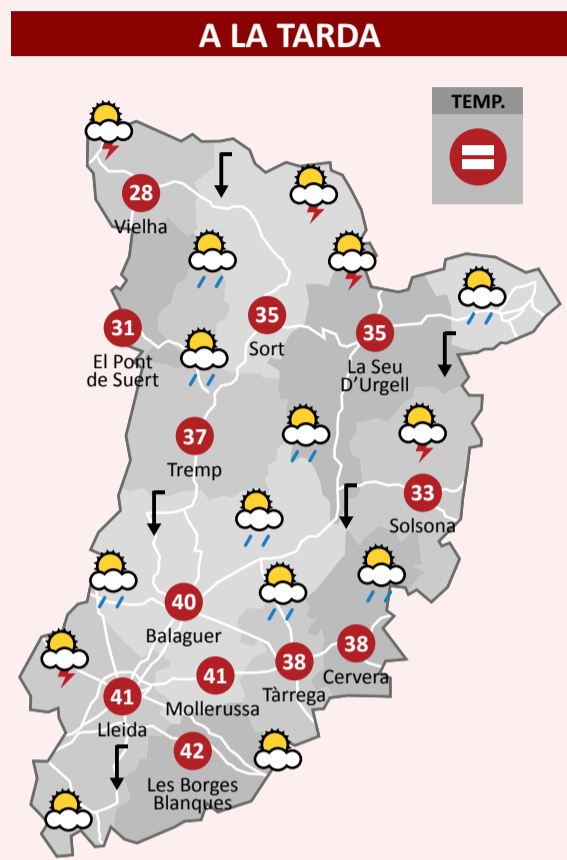 A LA TARDA
TEMP.
28
Vielha
31
El Pont
de Suert
35
Sort
35
La Seu
D'Urgell
37
Tremp
33
Solsona
40
Balaguer
38
Cervera
38
Tàrrega
41
Mollerussa
41
Lleida
42
Les Borges
Blanques